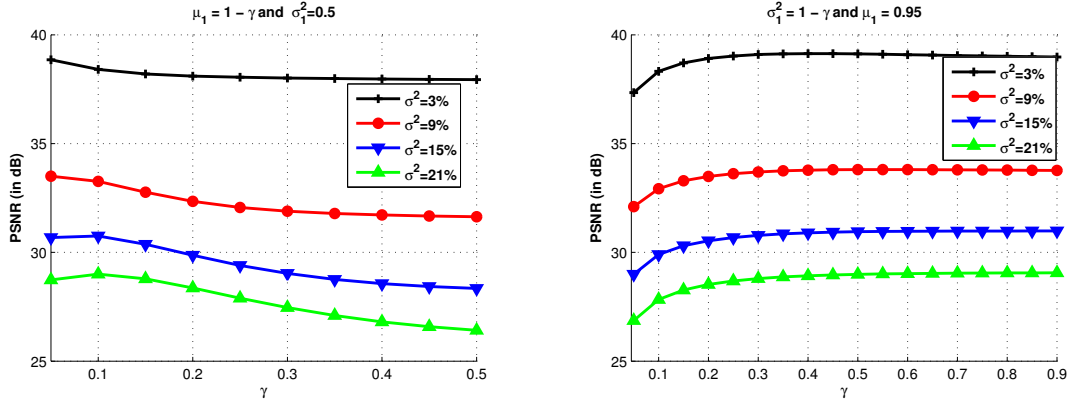 μ₁ = 1 − γ and σ₁²=0.5
40
35
30
25
PSNR (in dB)
0.1 0.2 0.3 0.4 0.5
γ
σ²=3%
σ²=9%
σ²=15%
σ²=21%
σ₁² = 1 − γ and μ₁ = 0.95
40
35
30
25
PSNR (in dB)
0.1 0.2 0.3 0.4 0.5 0.6 0.7 0.8 0.9
γ
σ²=3%
σ²=9%
σ²=15%
σ²=21%